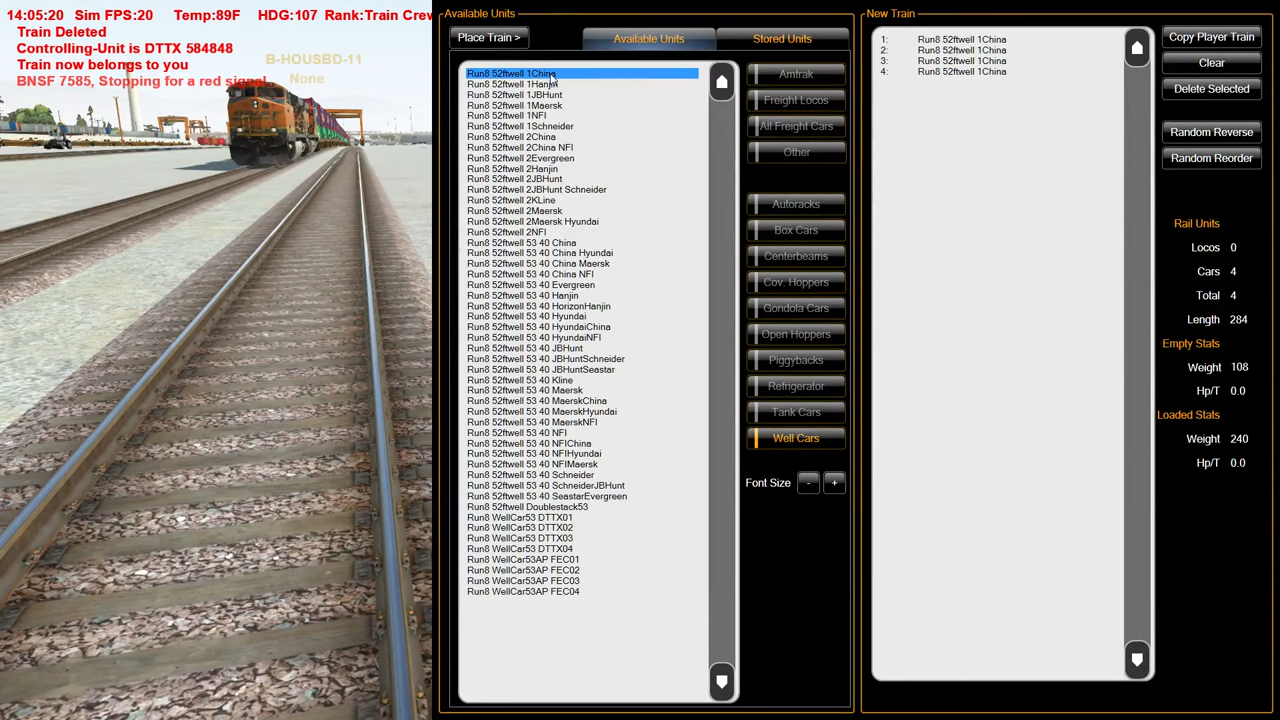 14:05:20 Sim FPS:20 Temp:89F HDG:107 Rank:Train Crew
Train Deleted
Controlling-Unit is DTTX 584848
Train now belongs to you
BNSF 7585, Stopping for a red signal
B-HOUSBD-11
None
Available Units
Place Train >
Available Units
Stored Units
Run8 52ftwell 1China
Run8 52ftwell 1Hanjin
Run8 52ftwell 1JBHunt
Run8 52ftwell 1Maersk
Run8 52ftwell 1NFI
Run8 52ftwell 1Schneider
Run8 52ftwell 2China
Run8 52ftwell 2China NFI
Run8 52ftwell 2Evergreen
Run8 52ftwell 2Hanjin
Run8 52ftwell 2JBHunt
Run8 52ftwell 2JBHunt Schneider
Run8 52ftwell 2KLine
Run8 52ftwell 2Maersk
Run8 52ftwell 2Maersk Hyundai
Run8 52ftwell 2NFI
Run8 52ftwell 53 40 China
Run8 52ftwell 53 40 China Hyundai
Run8 52ftwell 53 40 China Maersk
Run8 52ftwell 53 40 China NFI
Run8 52ftwell 53 40 Evergreen
Run8 52ftwell 53 40 Hanjin
Run8 52ftwell 53 40 HorizonHanjin
Run8 52ftwell 53 40 Hyundai
Run8 52ftwell 53 40 HyundaiChina
Run8 52ftwell 53 40 HyundaiNFI
Run8 52ftwell 53 40 JBHunt
Run8 52ftwell 53 40 JBHuntSchneider
Run8 52ftwell 53 40 JBHuntSeastar
Run8 52ftwell 53 40 Kline
Run8 52ftwell 53 40 Maersk
Run8 52ftwell 53 40 MaerskChina
Run8 52ftwell 53 40 MaerskHyundai
Run8 52ftwell 53 40 MaerskNFI
Run8 52ftwell 53 40 NFI
Run8 52ftwell 53 40 NFIChina
Run8 52ftwell 53 40 NFIHyundai
Run8 52ftwell 53 40 NFIMaersk
Run8 52ftwell 53 40 Schneider
Run8 52ftwell 53 40 SchneiderJBHunt
Run8 52ftwell 53 40 SeastarEvergreen
Run8 52ftwell Doublestack53
Run8 WellCar53 DTTX01
Run8 WellCar53 DTTX02
Run8 WellCar53 DTTX03
Run8 WellCar53 DTTX04
Run8 WellCar53AP FEC01
Run8 WellCar53AP FEC02
Run8 WellCar53AP FEC03
Run8 WellCar53AP FEC04
Amtrak
Freight Locos
All Freight Cars
Other
Autoracks
Box Cars
Centerbeams
Cov. Hoppers
Gondola Cars
Open Hoppers
Piggybacks
Refrigerator
Tank Cars
Well Cars
Font Size - +
New Train
1: Run8 52ftwell 1China
2: Run8 52ftwell 1China
3: Run8 52ftwell 1China
4: Run8 52ftwell 1China
Copy Player Train
Clear
Delete Selected
Random Reverse
Random Reorder
Rail Units
Locos 0
Cars 4
Total 4
Length 284
Empty Stats
Weight 108
Hp/T 0.0
Loaded Stats
Weight 240
Hp/T 0.0